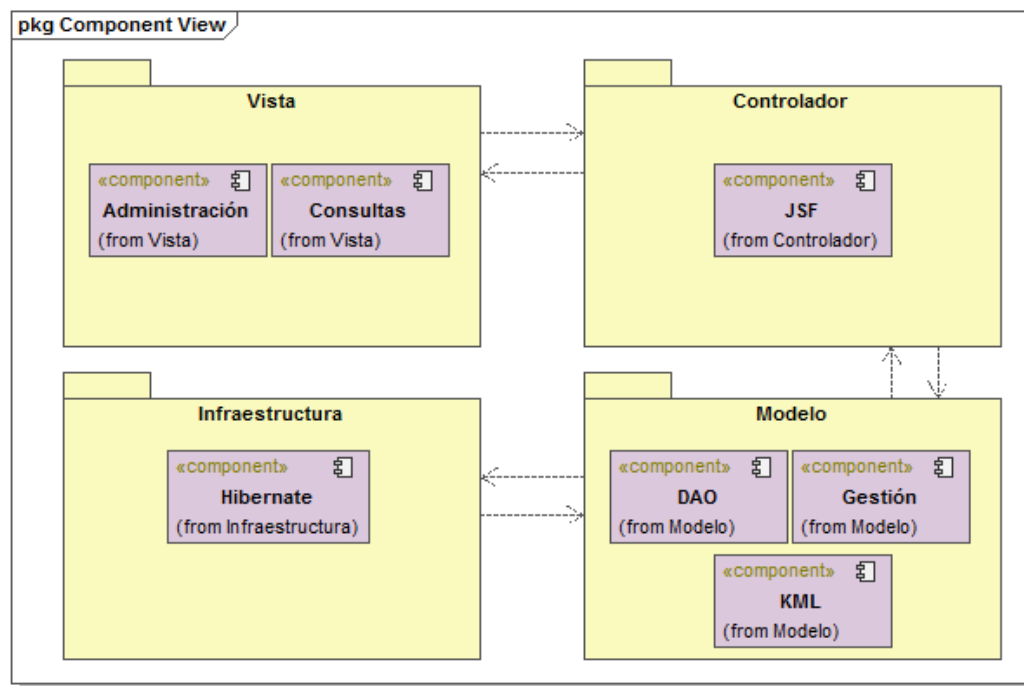 pkg Component View
Vista
«component»
Administración
(from Vista)
«component»
Consultas
(from Vista)
Controlador
«component»
JSF
(from Controlador)
Infraestructura
«component»
Hibernate
(from Infraestructura)
Modelo
«component»
DAO
(from Modelo)
«component»
Gestión
(from Modelo)
«component»
KML
(from Modelo)